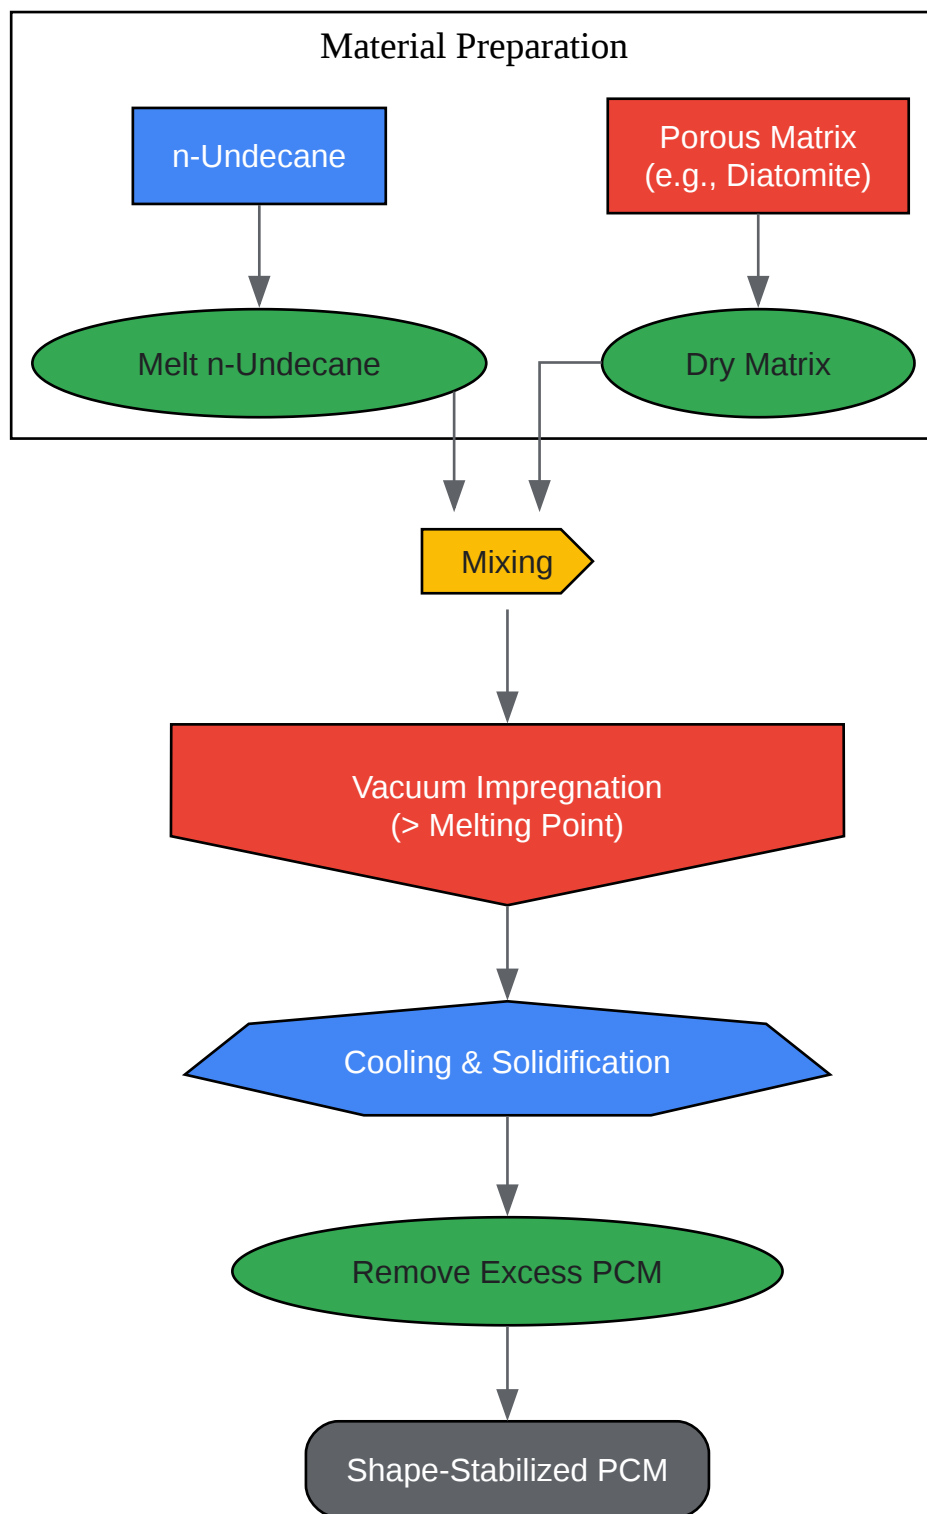 Material Preparation
n-Undecane
Porous Matrix
(e.g., Diatomite)
Melt n-Undecane
Dry Matrix
Mixing
Vacuum Impregnation
(> Melting Point)
Cooling & Solidification
Remove Excess PCM
Shape-Stabilized PCM